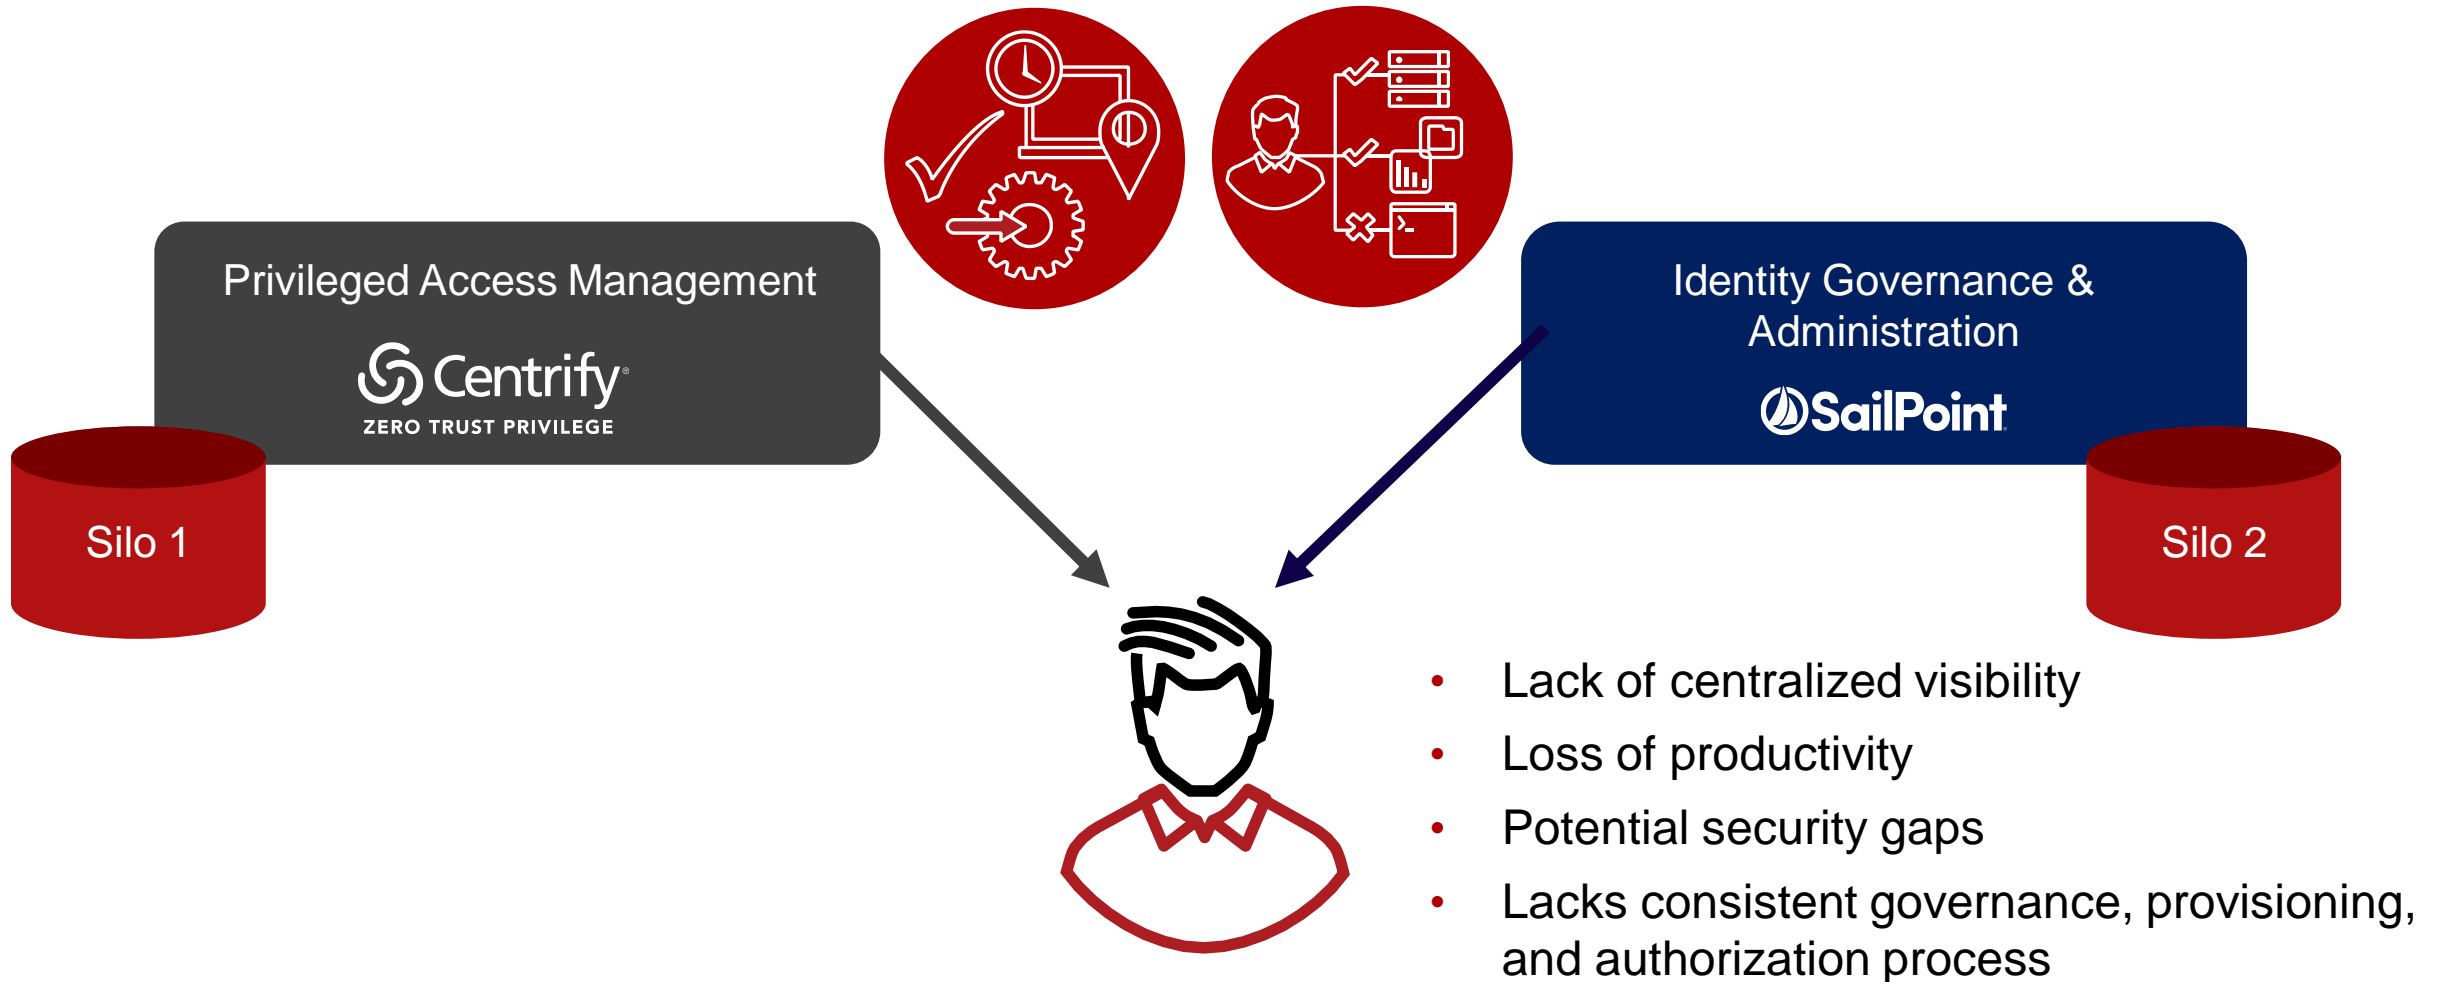 Privileged Access Management
Centrify®
ZERO TRUST PRIVILEGE
Silo 1
Identity Governance &
Administration
SailPoint
Silo 2
• Lack of centralized visibility
• Loss of productivity
• Potential security gaps
• Lacks consistent governance, provisioning,
and authorization process